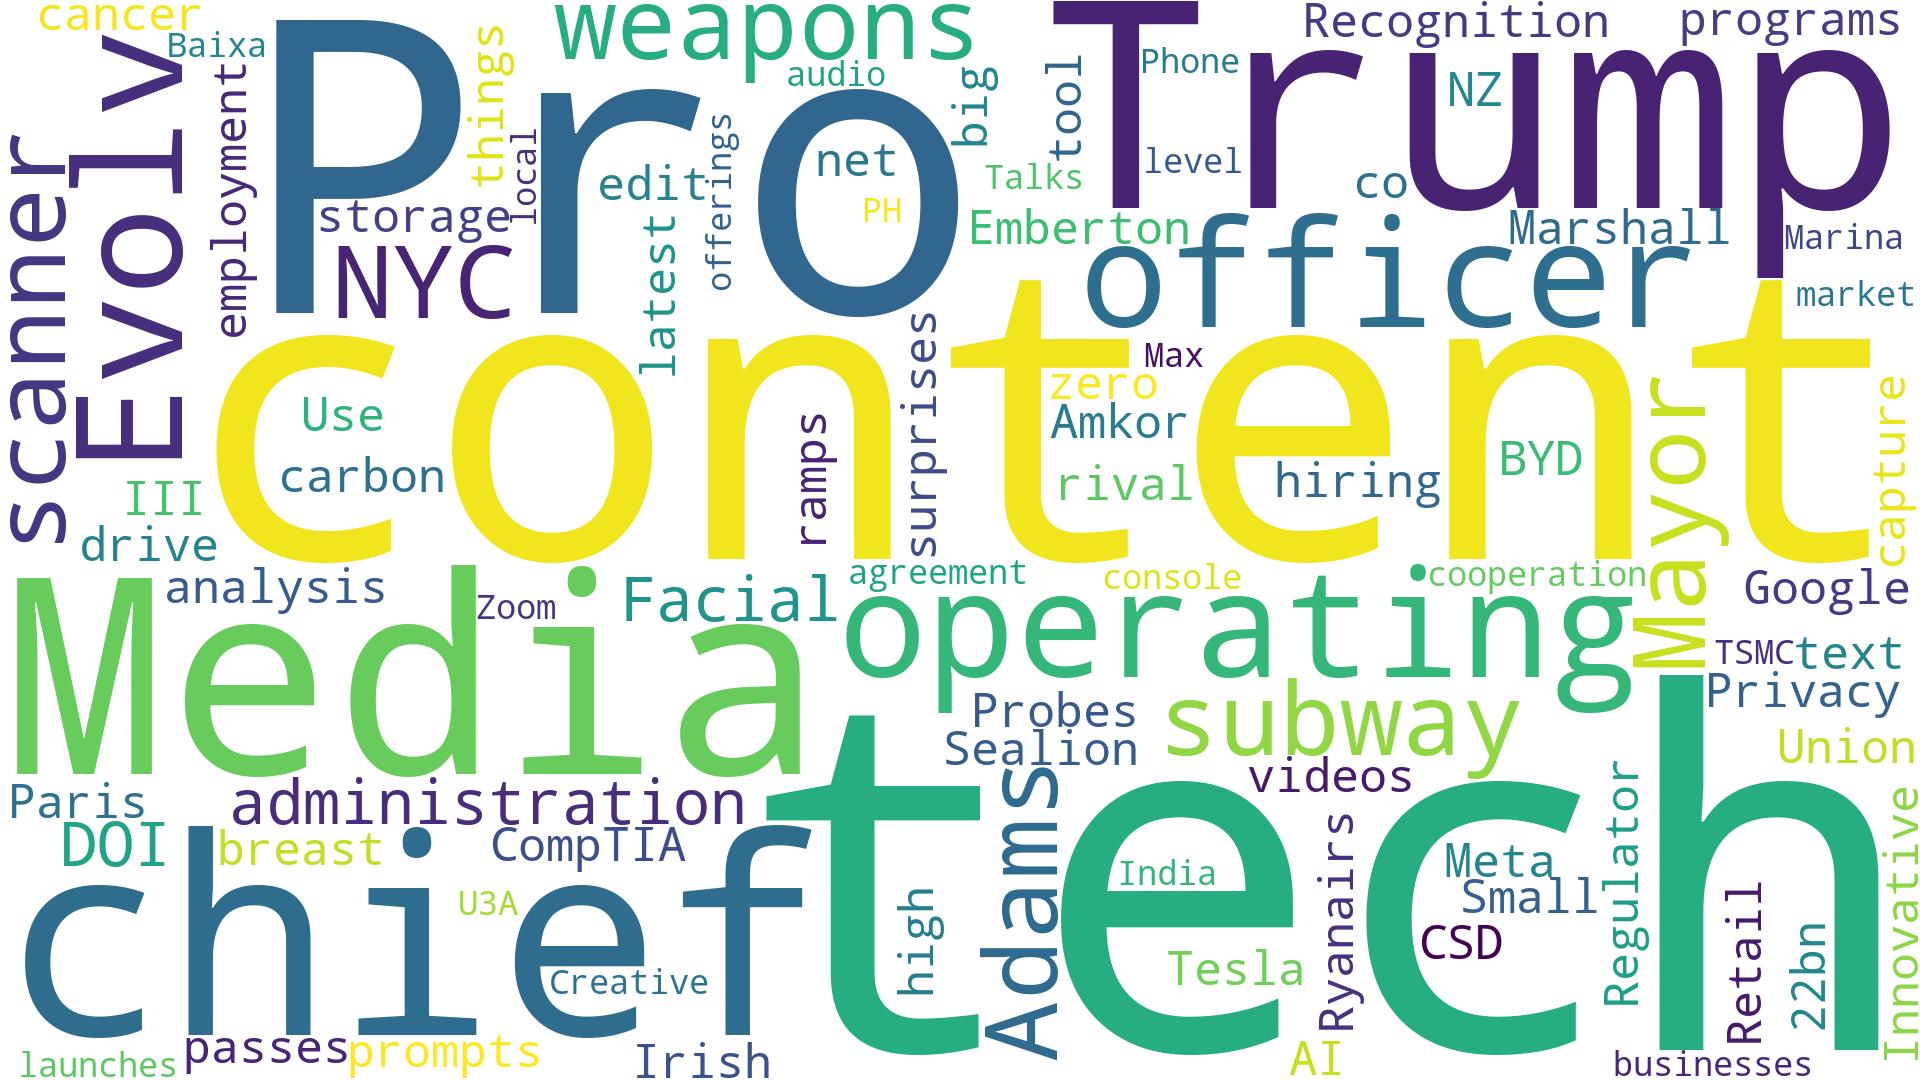 cancer
Baixa
Evolv
scanner
employment
Pro
things
local
storage
NYC
weapons
audio
edit
offerings
latest
net
PH
big
Talks
Emberton
tool
Trump
Recognition
programs
Phone
NZ
level
co
Marshall
Marina
market
officer
content
surprises
Max
zero
Amkor
rival
hiring
BYD
ramps
Use
carbon
III
drive
analysis
Mayor
capture
Media
Zoom
Facial
agreement
console
cooperation
operating
Google
TSMC
text
Privacy
Union
Probes
Sealion
subway
videos
Paris
administration
DOI
breast
CompTIA
chief
U3A
Creative
tech
high
Adams
India
Tesla
Ryanairs
Meta
Small
CSD
Regulator
Retail
22bn
Innovative
launches
passes
prompts
Irish
AI
businesses